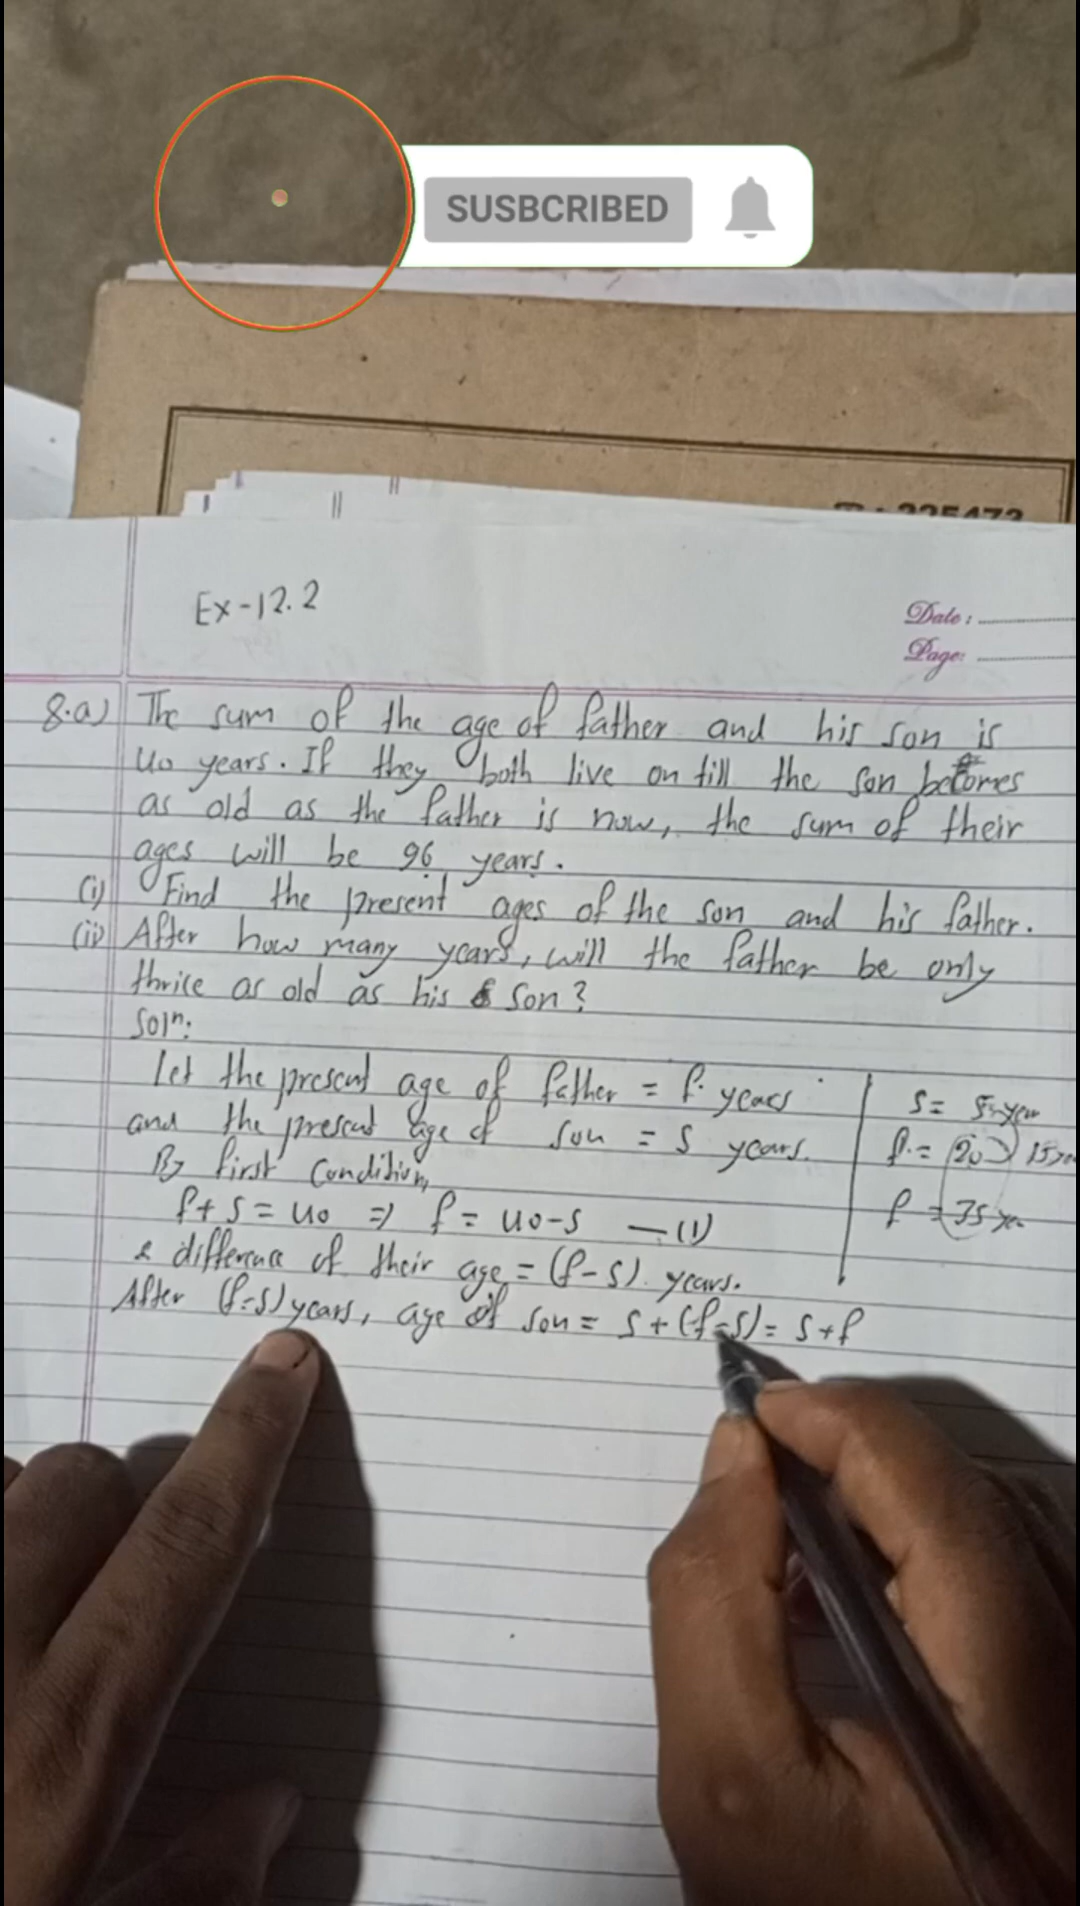 SUSBCRIBED
Ex-12.2
Date:
Page:
8.a) The sum of the age of father and his son is
40 years. If they both live on till the son becomes
as old as the father is now, the sum of their
ages will be 96 years.
(i) Find the present ages of the son and his father.
(ii) After how many years, will the father be only
thrice as old as his son?
Soln:
Let the present age of father = f years
and the present age of son = s years.
By first condition,
f+s=40 => f=40-s —(1)
& difference of their age = (f-s) years.
After (f-s) years, age of son = s+(f-s)= s+f
s= 5 year
f = 20 15
f = 35